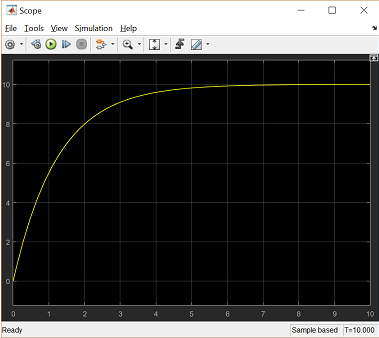 Scope
File Tools View Simulation Help
10
8
6
4
2
0
0 1 2 3 4 5 6 7 8 9 10
Ready Sample based T=10.000